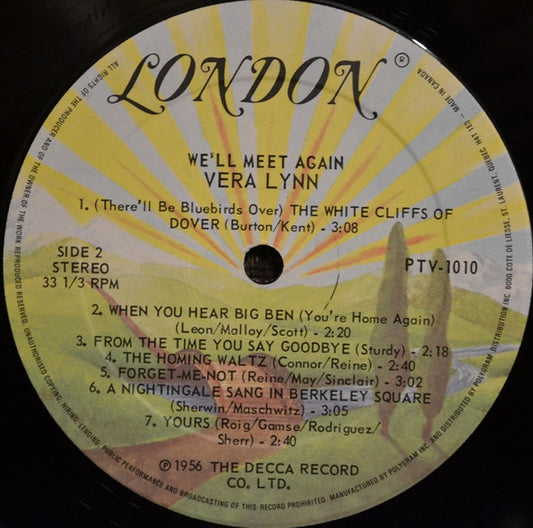 LONDON ®
WE'LL MEET AGAIN
VERA LYNN
1. (There'll Be Bluebirds Over) THE WHITE CLIFFS OF
DOVER (Burton/Kent) - 3:08
SIDE 2
STEREO
33 1/3 RPM
PTV-1010
2. WHEN YOU HEAR BIG BEN (You're Home Again)
(Leon/Malloy/Scott) - 2:20
3. FROM THE TIME YOU SAY GOODBYE (Sturdy) - 2:18
4. THE HOMING WALTZ (Connor/Reine) - 2:40
5. FORGET-ME-NOT (Reine/May/Sinclair) - 3:02
6. A NIGHTINGALE SANG IN BERKELEY SQUARE
(Sherwin/Maschwitz) - 3:05
7. YOURS (Roig/Gamse/Rodriguez/
Sherr) - 2:40
℗ 1956 THE DECCA RECORD
CO. LTD.
ALL RIGHTS OF THE PRODUCER AND OF THE OWNER OF THE WORK REPRODUCED RESERVED. UNAUTHORISED COPYING, HIRING, LENDING, PUBLIC PERFORMANCE AND BROADCASTING OF THIS RECORD PROHIBITED. MANUFACTURED BY POLYGRAM INC. AND DISTRIBUTED BY POLYGRAM DISTRIBUTION INC. 6000 COTE DE LIESSE, ST. LAURENT, QUEBEC H4T 1E3 - MADE IN CANADA